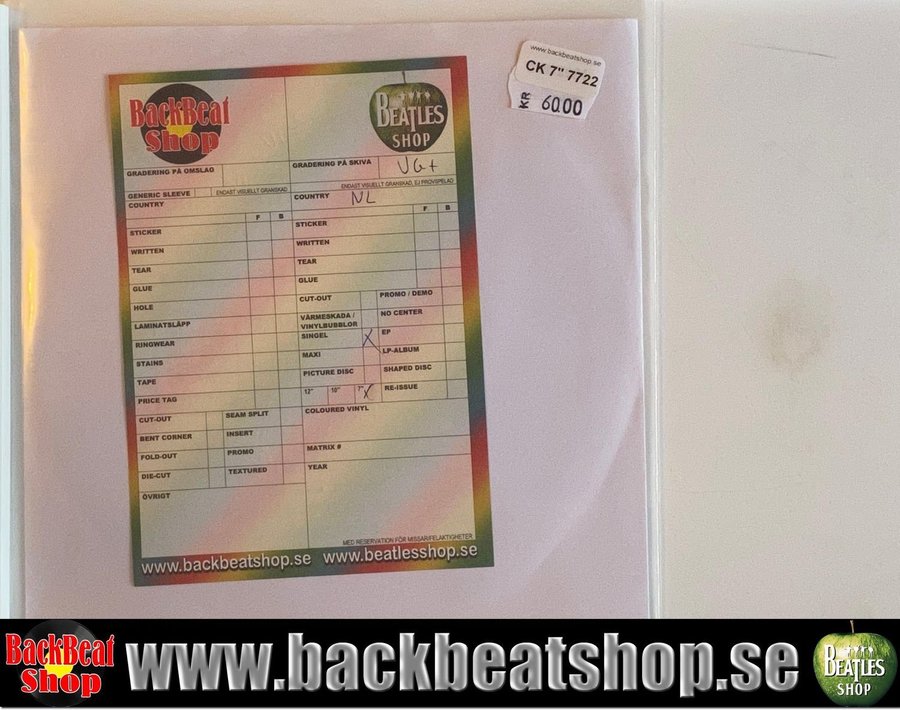 www.backbeatshop.se
CK 7" 7722
KR 60.00
BackBeat
Shop
BEATLES
SHOP
GRADERING PÅ OMSLAG
GRADERING PÅ SKIVA VG+
GENERIC SLEEVE ENDAST VISUELLT GRANSKAD
ENDAST VISUELLT GRANSKAD, EJ PROVSPELAD
COUNTRY
COUNTRY NL
F B
F B
STICKER
WRITTEN
TEAR
GLUE
HOLE
LAMINATSLÄPP
RINGWEAR
STAINS
TAPE
PRICE TAG
CUT-OUT SEAM SPLIT
BENT CORNER INSERT
FOLD-OUT PROMO
DIE-CUT TEXTURED
ÖVRIGT
STICKER
WRITTEN
TEAR
GLUE
CUT-OUT PROMO / DEMO
VÄRMESKADA / NO CENTER
VINYLBUBBLOR
SINGEL X EP
MAXI LP-ALBUM
PICTURE DISC SHAPED DISC
12" 10" 7" X RE-ISSUE
COLOURED VINYL
MATRIX #
YEAR
MED RESERVATION FÖR MISSAR/FELAKTIGHETER
www.backbeatshop.se www.beatlesshop.se
BackBeat
Shop
www.backbeatshop.se
BEATLES
SHOP